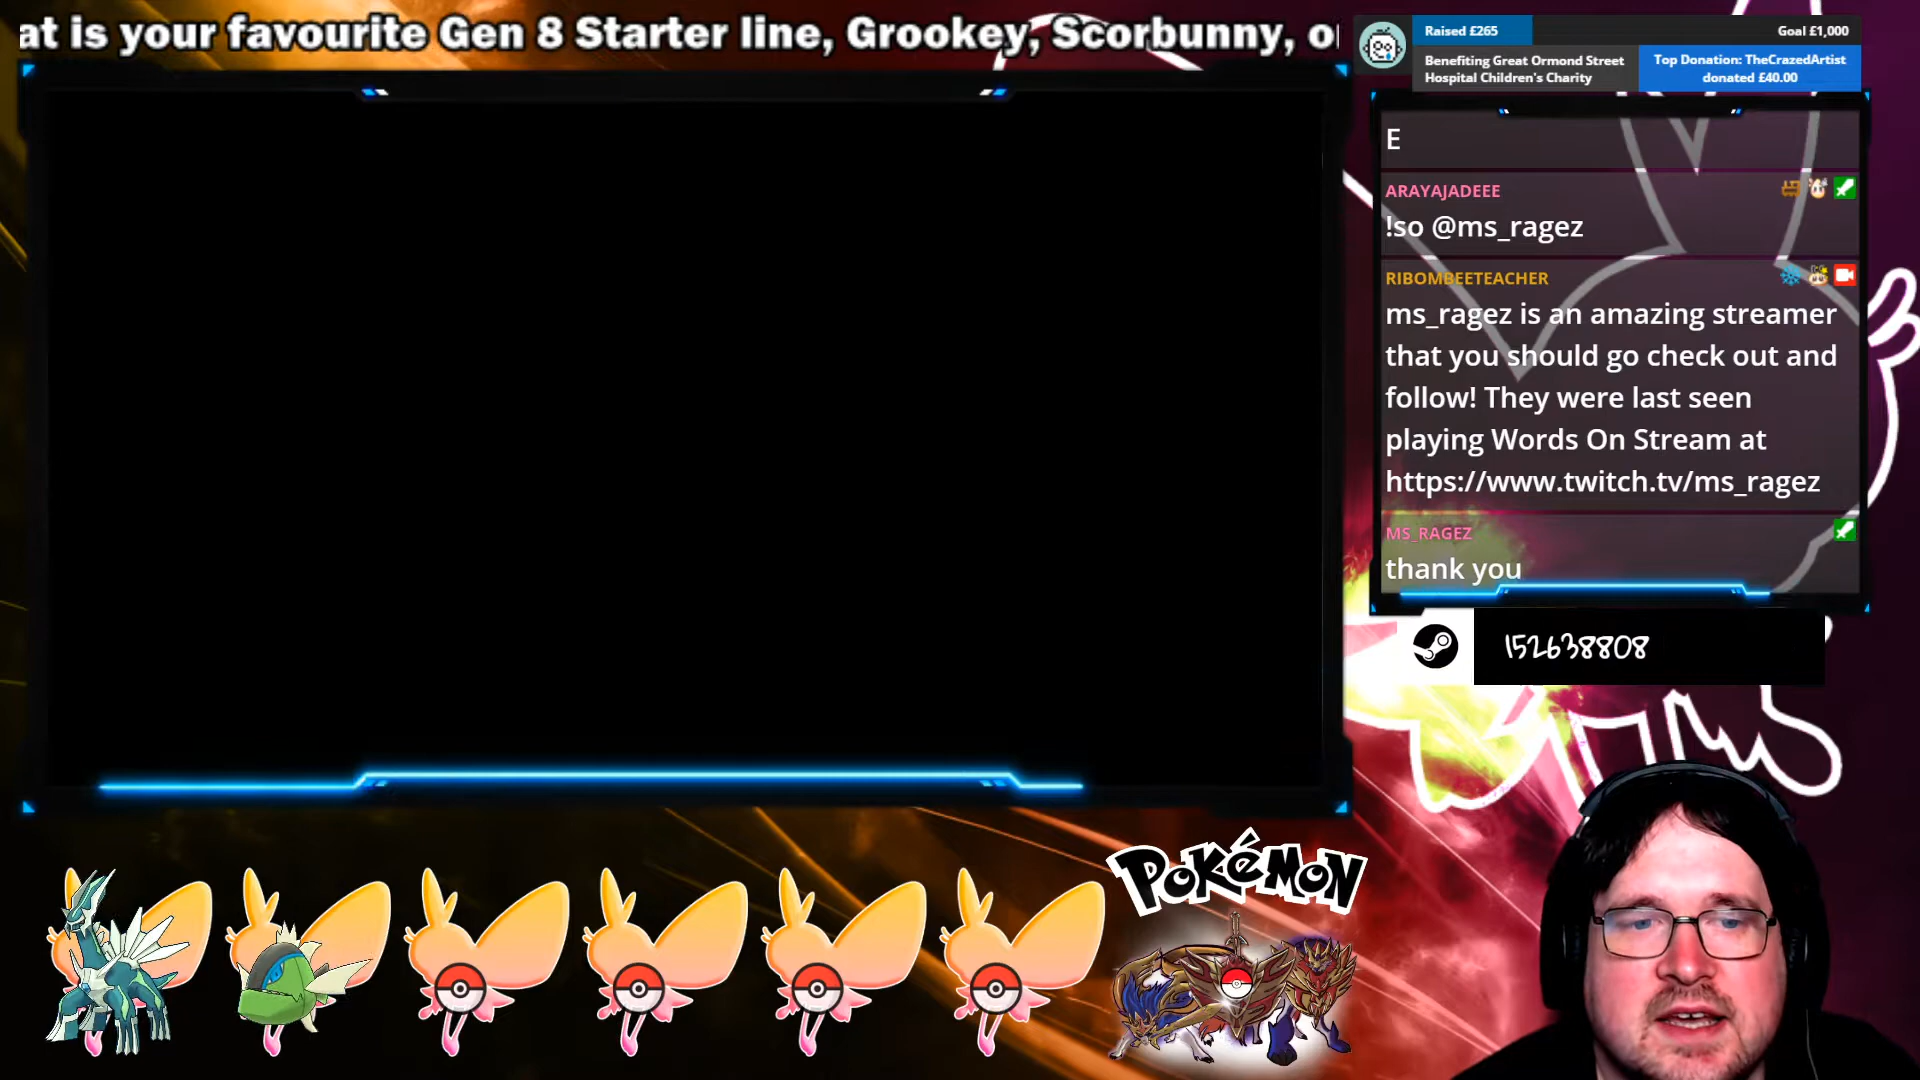 at is your favourite Gen 8 Starter line, Grookey, Scorbunny, o
Raised £265
Goal £1,000
Benefiting Great Ormond Street
Hospital Children's Charity
Top Donation: TheCrazedArtist
donated £40.00
E
ARAYAJADEEE
!so @ms_ragez
RIBOMBEETEACHER
ms_ragez is an amazing streamer
that you should go check out and
follow! They were last seen
playing Words On Stream at
https://www.twitch.tv/ms_ragez
MS_RAGEZ
thank you
152638808
POKéMON